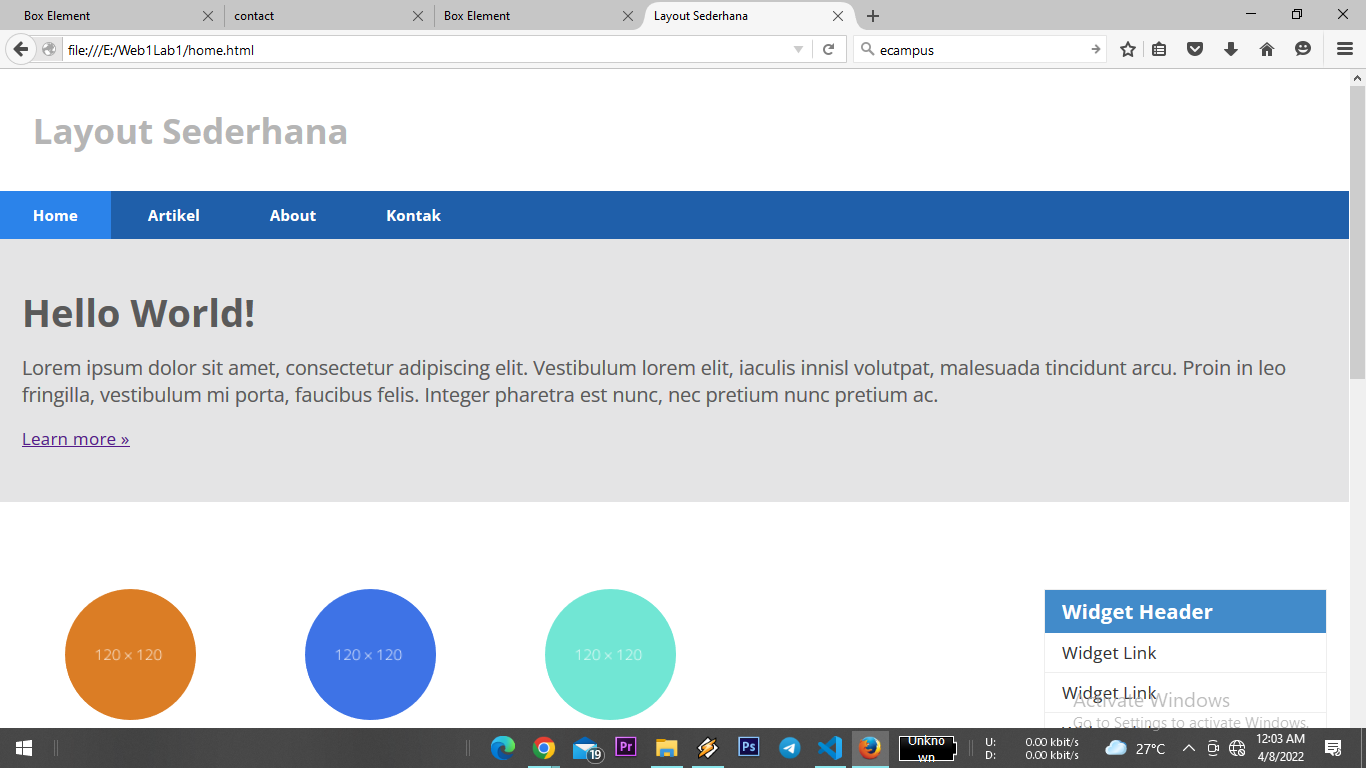 Box Element
contact
Box Element
Layout Sederhana
file:///E:/Web1Lab1/home.html
ecampus
Layout Sederhana
Home
Artikel
About
Kontak
Hello World!
Lorem ipsum dolor sit amet, consectetur adipiscing elit. Vestibulum lorem elit, iaculis innisl volutpat, malesuada tincidunt arcu. Proin in leo
fringilla, vestibulum mi porta, faucibus felis. Integer pharetra est nunc, nec pretium nunc pretium ac.
Learn more »
120 × 120
120 × 120
120 × 120
Widget Header
Widget Link
Widget Link
Activate Windows
Go to Settings to activate Windows.
19
Pr
Ps
Unkno
wn
U: 0.00 kbit/s
D: 0.00 kbit/s
27°C
12:03 AM
4/8/2022